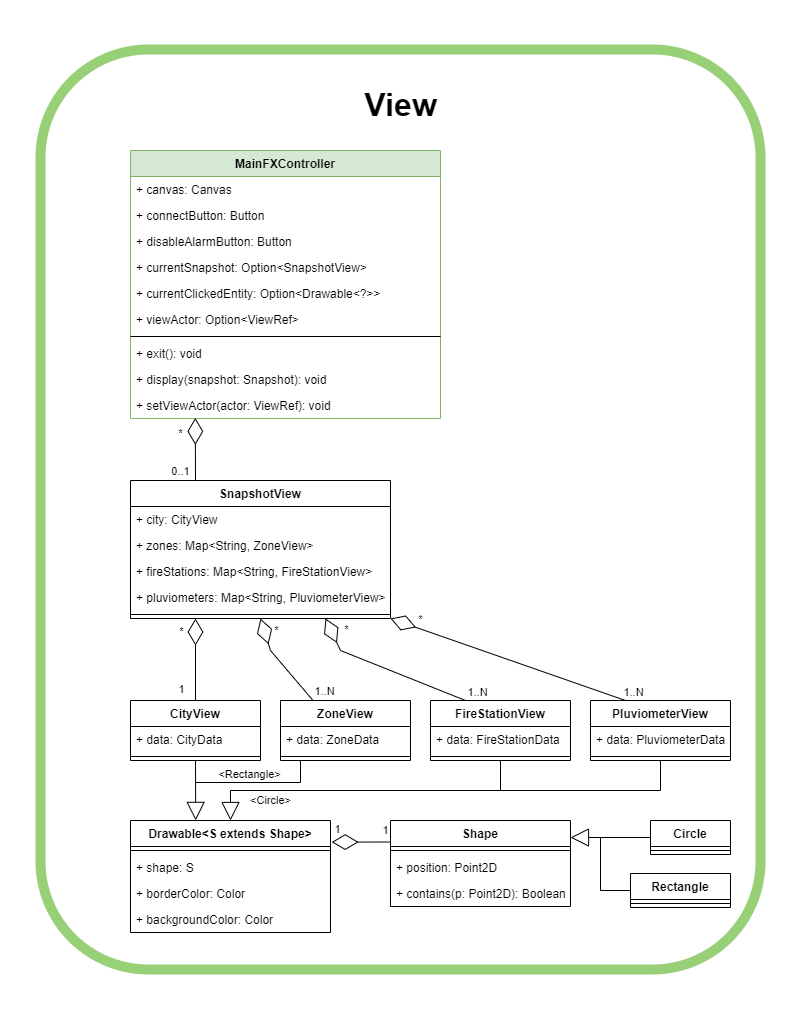 View
MainFXController
+ canvas: Canvas
+ connectButton: Button
+ disableAlarmButton: Button
+ currentSnapshot: Option<SnapshotView>
+ currentClickedEntity: Option<Drawable<?>>
+ viewActor: Option<ViewRef>
+ exit(): void
+ display(snapshot: Snapshot): void
+ setViewActor(actor: ViewRef): void
*
0..1
SnapshotView
+ city: CityView
+ zones: Map<String, ZoneView>
+ fireStations: Map<String, FireStationView>
+ pluviometers: Map<String, PluviometerView>
* * * *
1 1..N 1..N 1..N
CityView
+ data: CityData
ZoneView
+ data: ZoneData
FireStationView
+ data: FireStationData
PluviometerView
+ data: PluviometerData
<Rectangle>
<Circle>
Drawable<S extends Shape>
+ shape: S
+ borderColor: Color
+ backgroundColor: Color
1 1
Shape
+ position: Point2D
+ contains(p: Point2D): Boolean
Circle
Rectangle